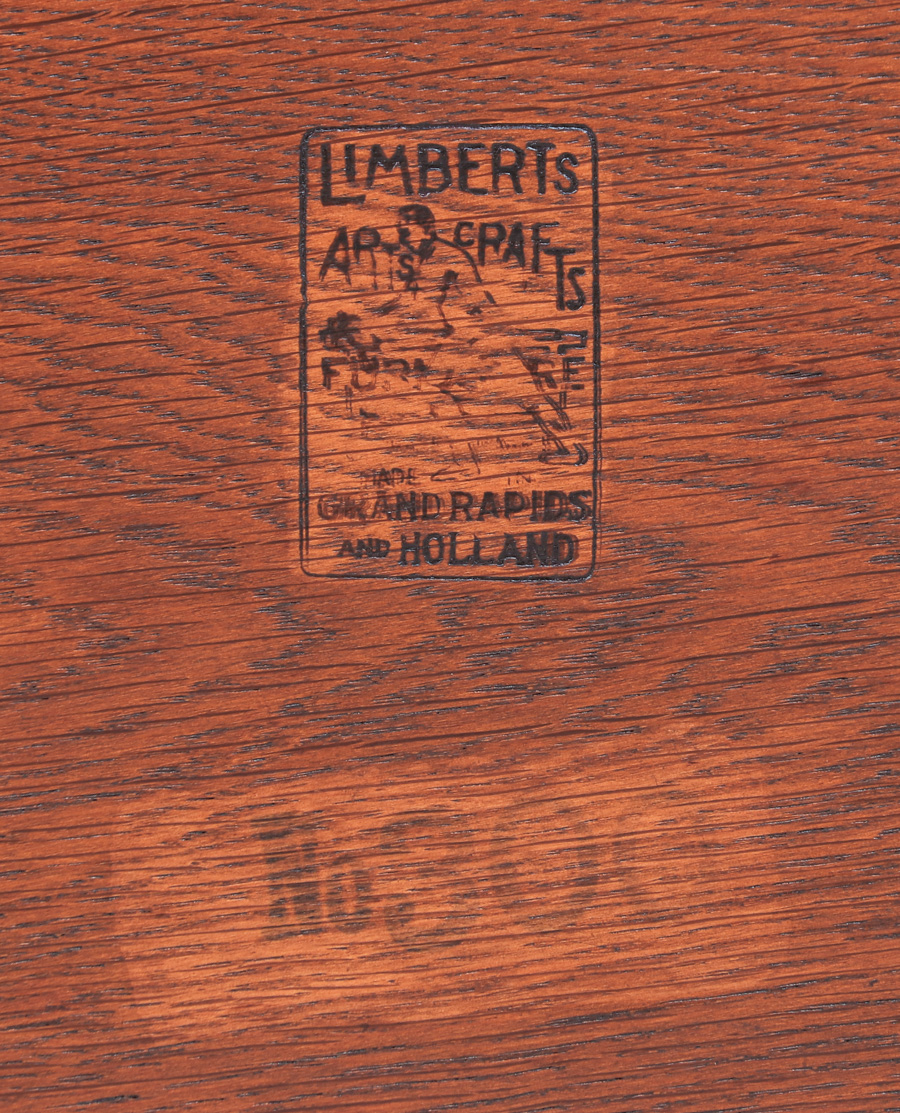 LIMBERTS
ARTS CRAFTS
MADE IN
GRAND RAPIDS
AND HOLLAND
No.